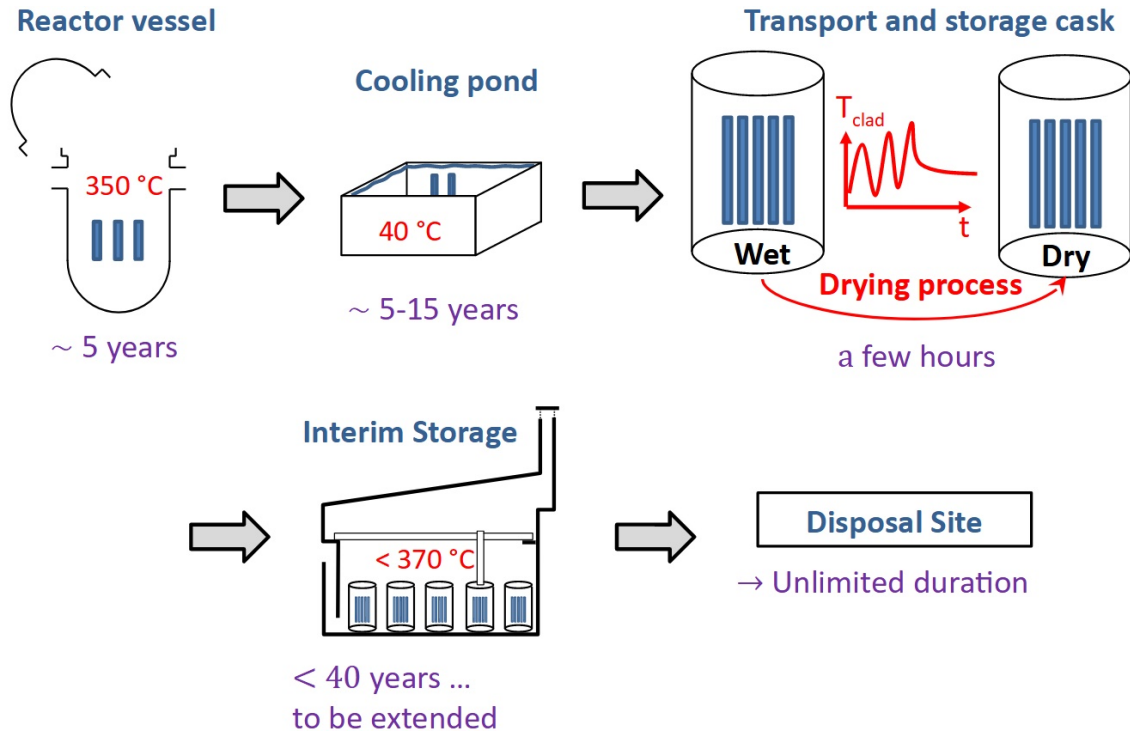 Reactor vessel
350 °C
~ 5 years
Cooling pond
40 °C
~ 5-15 years
Transport and storage cask
T_clad
t
Wet
Dry
Drying process
a few hours
Interim Storage
< 370 °C
< 40 years ...
to be extended
Disposal Site
→ Unlimited duration